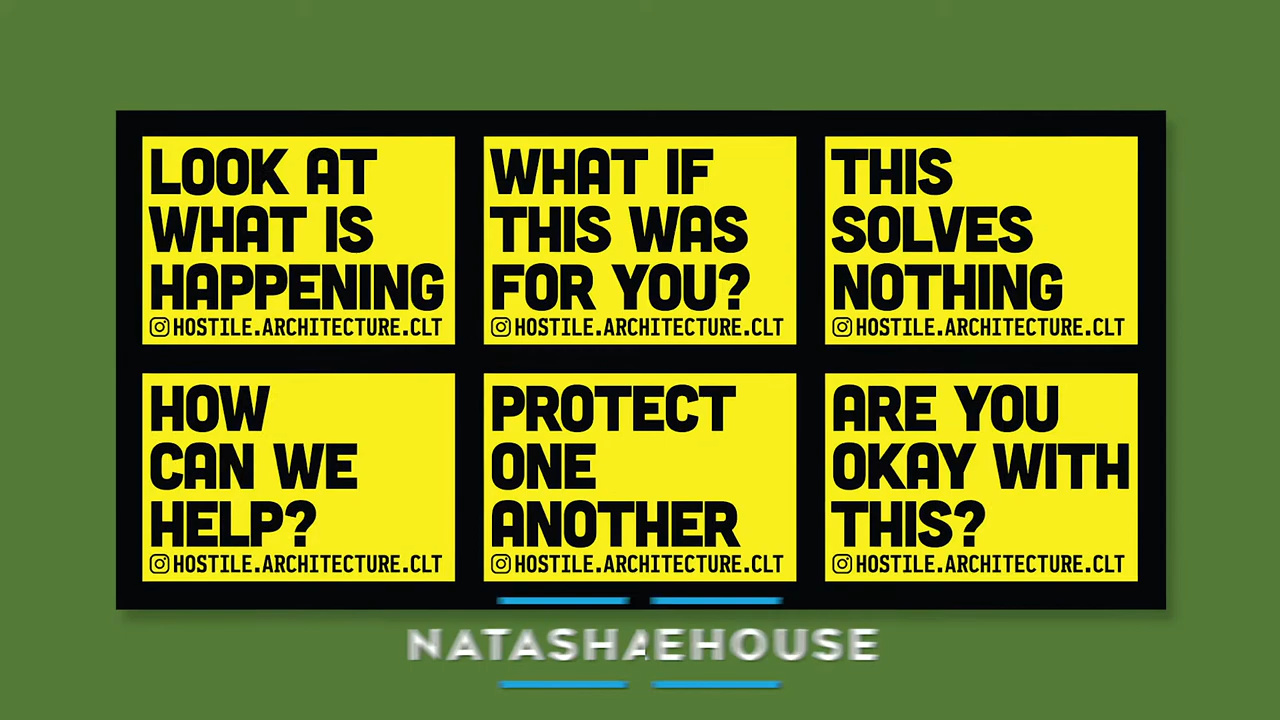 LOOK AT
WHAT IS
HAPPENING
HOSTILE.ARCHITECTURE.CLT
WHAT IF
THIS WAS
FOR YOU?
HOSTILE.ARCHITECTURE.CLT
THIS
SOLVES
NOTHING
HOSTILE.ARCHITECTURE.CLT
HOW
CAN WE
HELP?
HOSTILE.ARCHITECTURE.CLT
PROTECT
ONE
ANOTHER
HOSTILE.ARCHITECTURE.CLT
ARE YOU
OKAY WITH
THIS?
HOSTILE.ARCHITECTURE.CLT
NATASHAEHOUSE